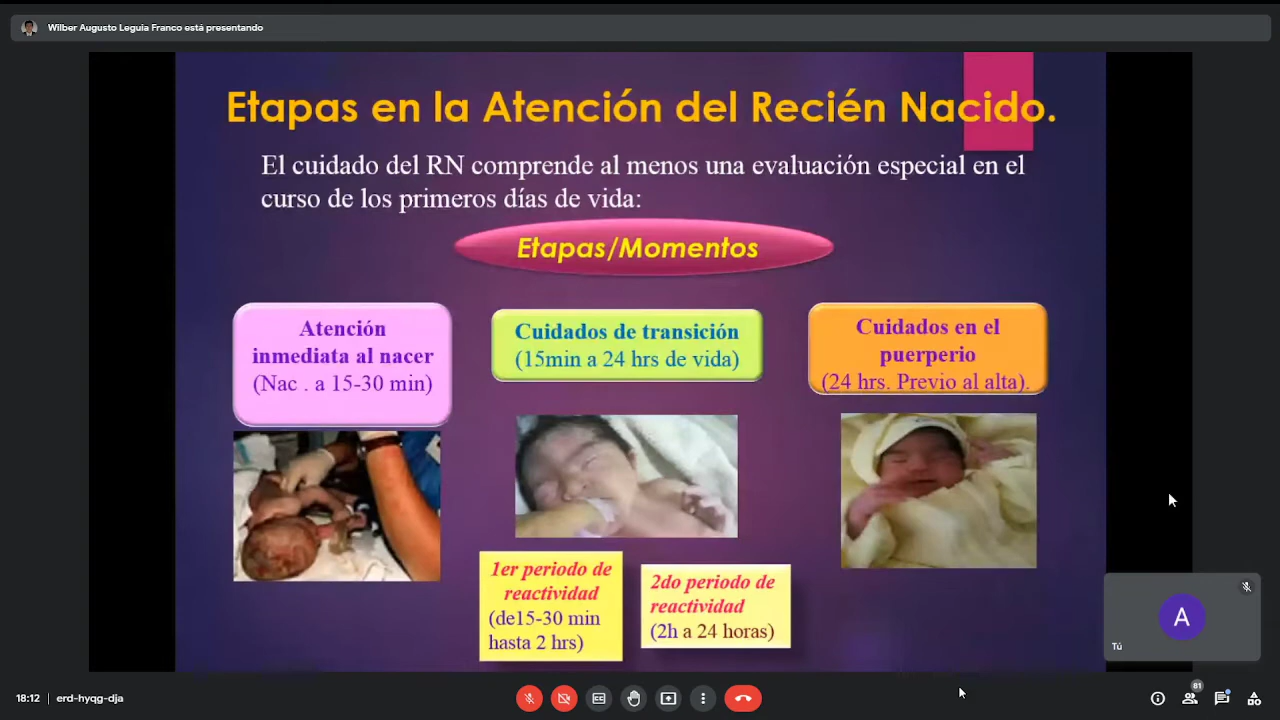 Wilber Augusto Leguia Franco está presentando
Etapas en la Atención del Recién Nacido.
El cuidado del RN comprende al menos una evaluación especial en el
curso de los primeros días de vida:
Etapas/Momentos
Atención
inmediata al nacer
(Nac . a 15-30 min)
Cuidados de transición
(15min a 24 hrs de vida)
Cuidados en el
puerperio
(24 hrs. Previo al alta).
1er periodo de
reactividad
(de15-30 min
hasta 2 hrs)
2do periodo de
reactividad
(2h a 24 horas)
A
Tú
18:12
erd-hyqg-dja
81